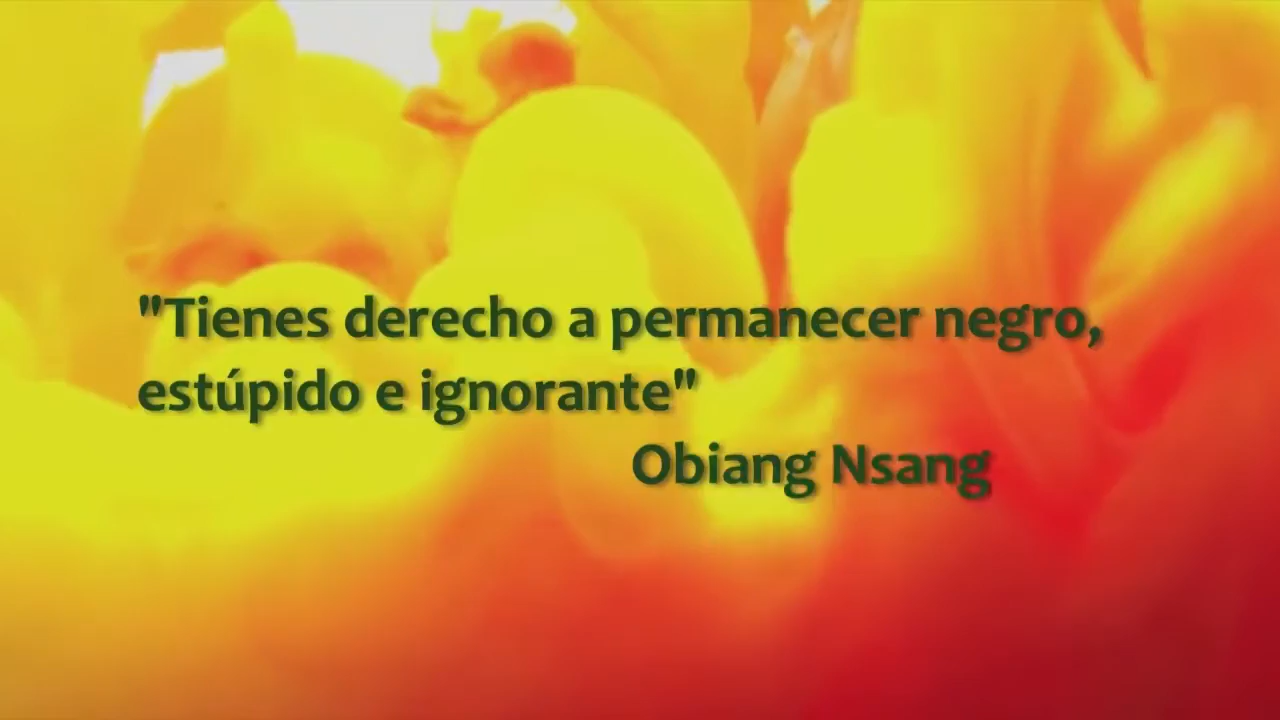 "Tienes derecho a permanecer negro,
estúpido e ignorante"
Obiang Nsang